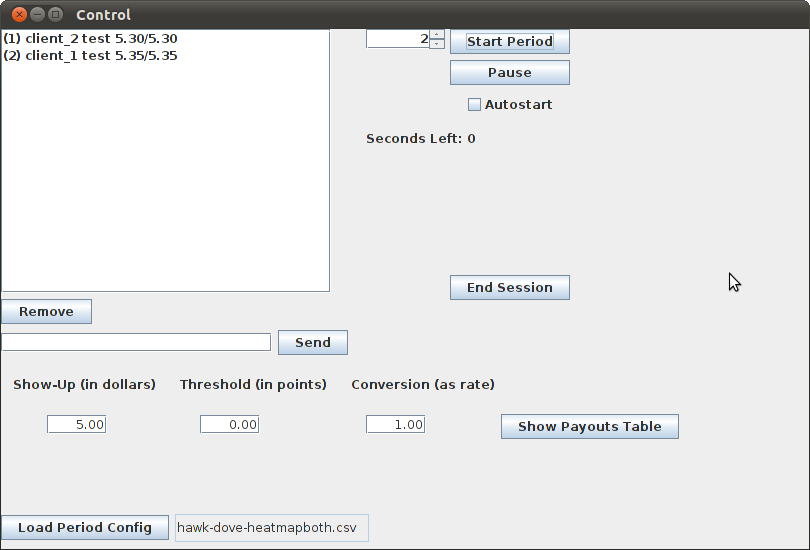 Control
(1) client_2 test 5.30/5.30
(2) client_1 test 5.35/5.35
2
Start Period
Pause
Autostart
Seconds Left: 0
End Session
Remove
Send
Show-Up (in dollars) Threshold (in points) Conversion (as rate)
5.00 0.00 1.00 Show Payouts Table
Load Period Config hawk-dove-heatmapboth.csv